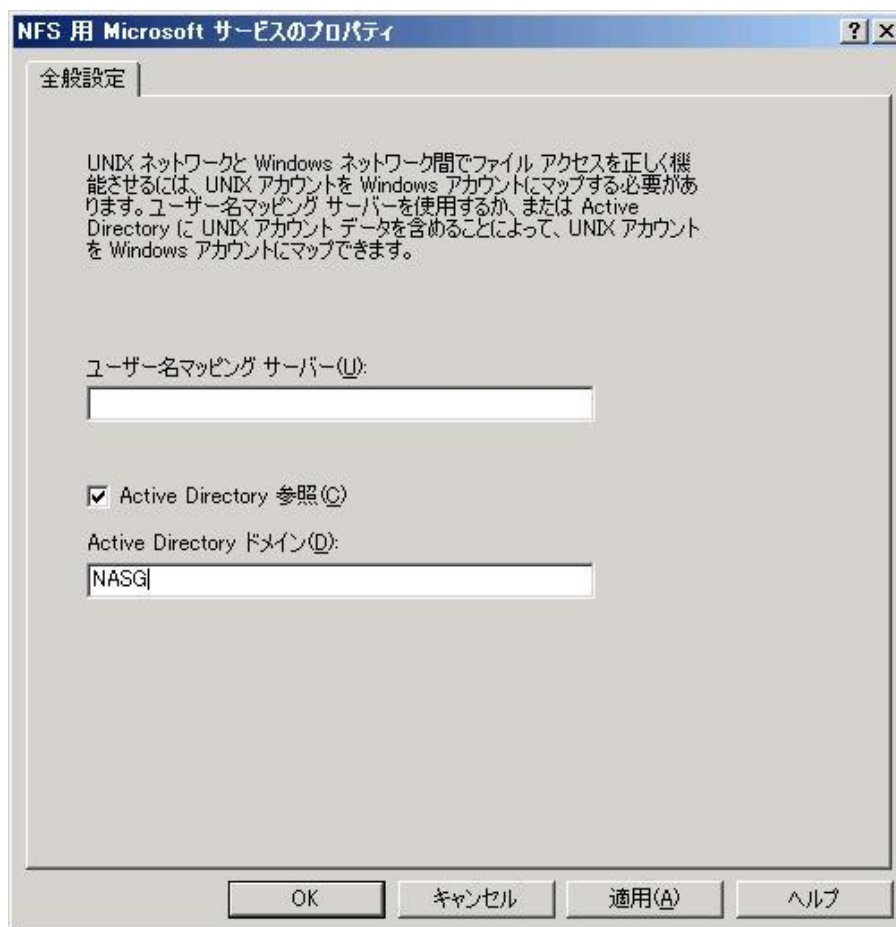 NFS 用 Microsoft サービスのプロパティ
全般設定
UNIX ネットワークと Windows ネットワーク間でファイル アクセスを正しく機
能させるには、UNIX アカウントを Windows アカウントにマップする必要があ
ります。ユーザー名マッピング サーバーを使用するか、または Active
Directory に UNIX アカウント データを含めることによって、UNIX アカウント
を Windows アカウントにマップできます。
ユーザー名マッピング サーバー(U):
Active Directory 参照(C)
Active Directory ドメイン(D):
NASG
OK キャンセル 適用(A) ヘルプ